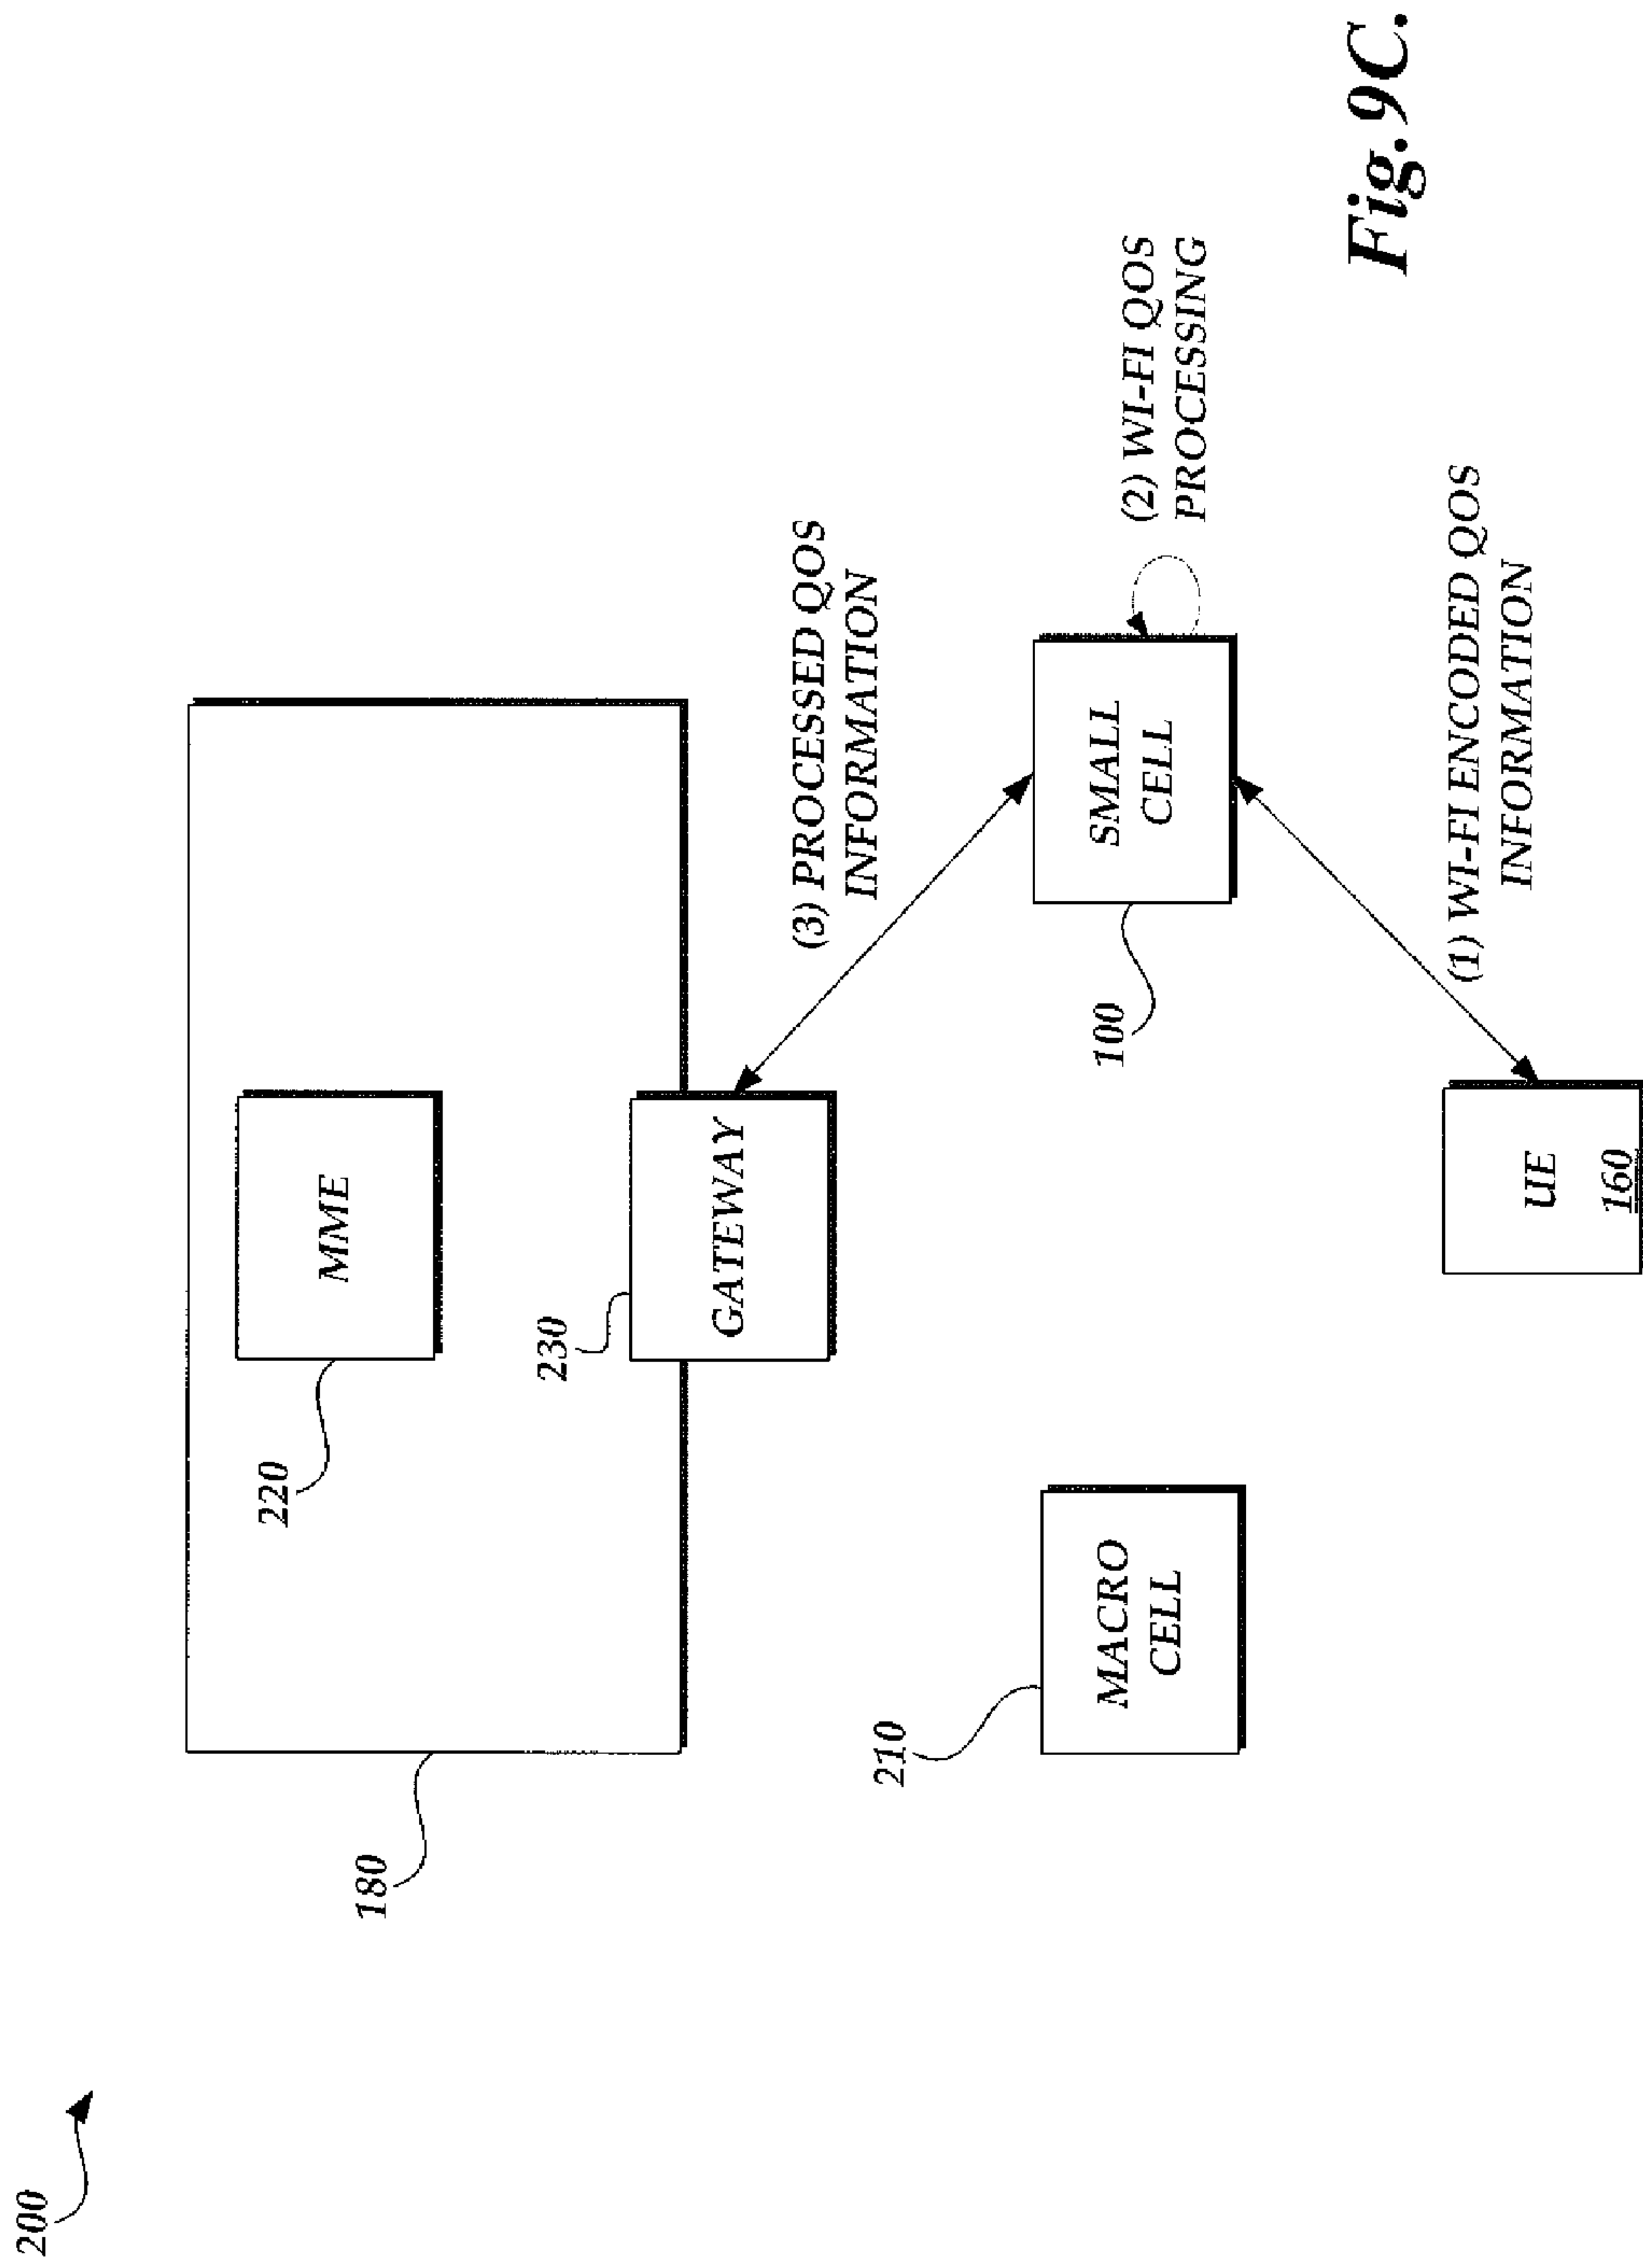 200
180
220
MME
230
GATEWAY
(3) PROCESSED QOS
INFORMATION
210
MACRO
CELL
100
SMALL
CELL
(2) WI-FI QOS
PROCESSING
(1) WI-FI ENCODED QOS
INFORMATION
UE
160
Fig.9C.